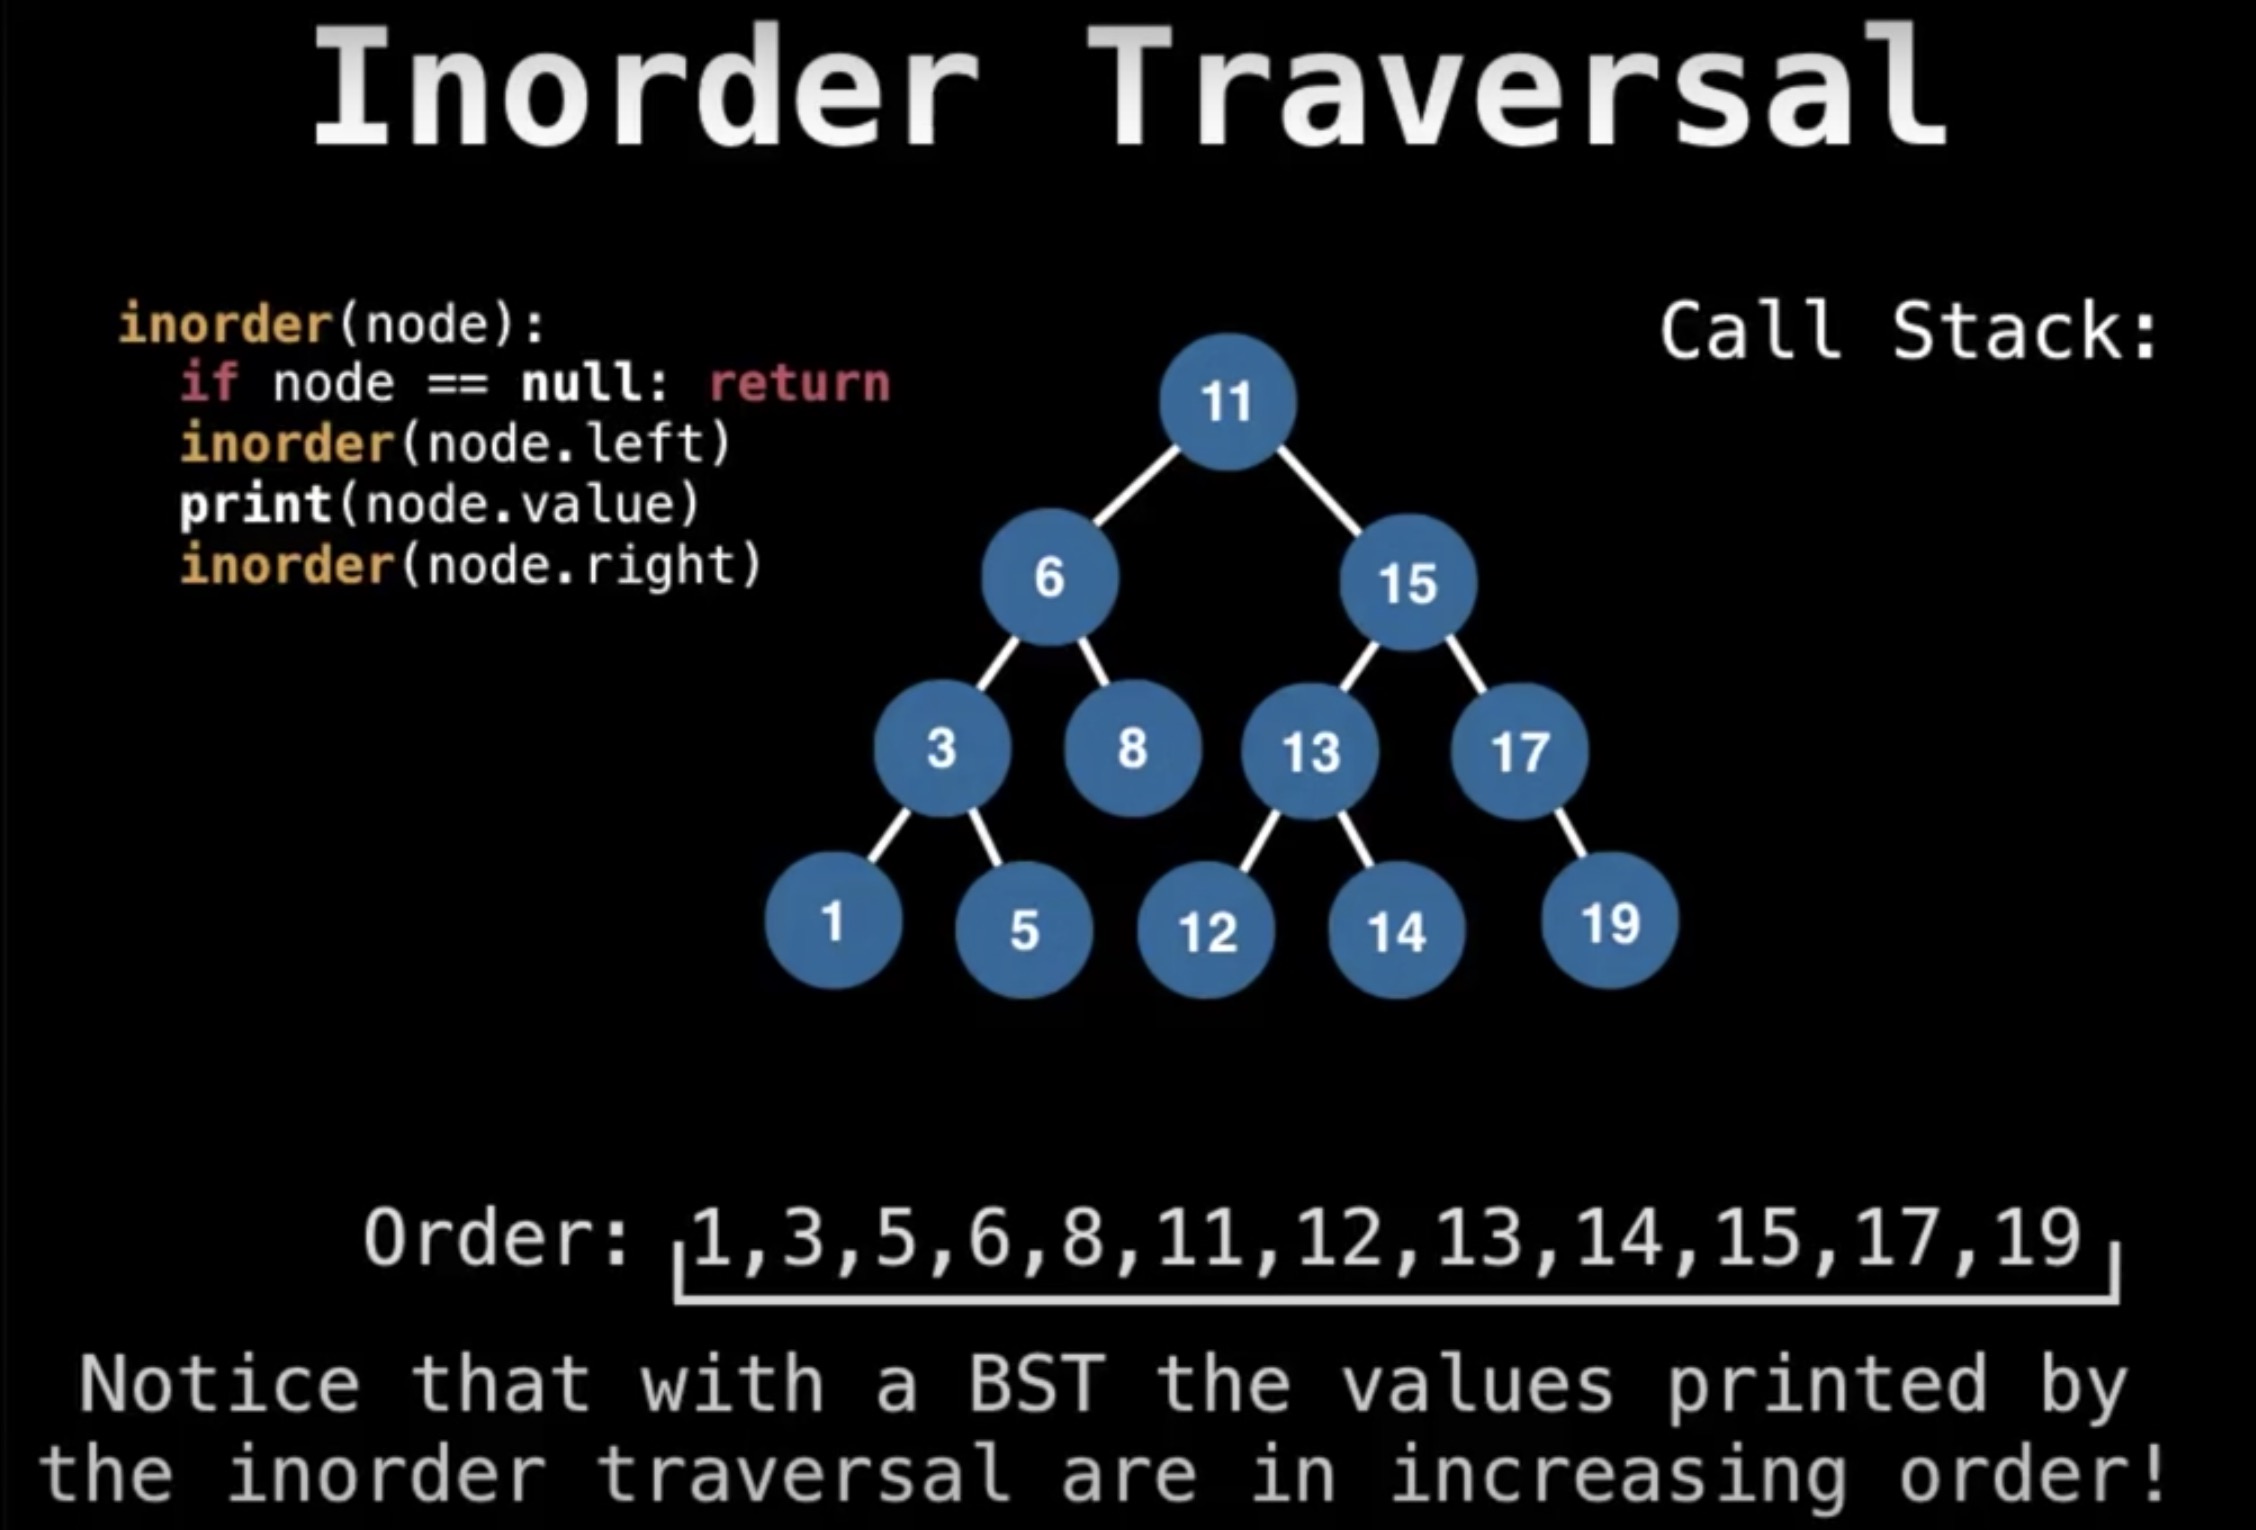 Inorder Traversal
inorder(node):
if node == null: return
inorder(node.left)
print(node.value)
inorder(node.right)
Call Stack:
11
6
15
3
8
13
17
1
5
12
14
19
Order: 1,3,5,6,8,11,12,13,14,15,17,19
Notice that with a BST the values printed by
the inorder traversal are in increasing order!